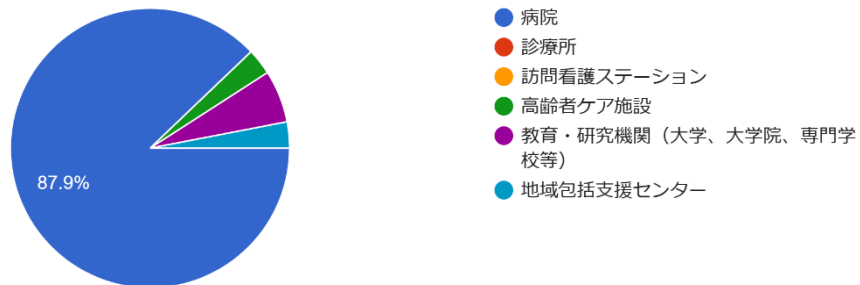 病院
診療所
訪問看護ステーション
高齢者ケア施設
教育・研究機関（大学、大学院、専門学
校等）
地域包括支援センター
87.9%